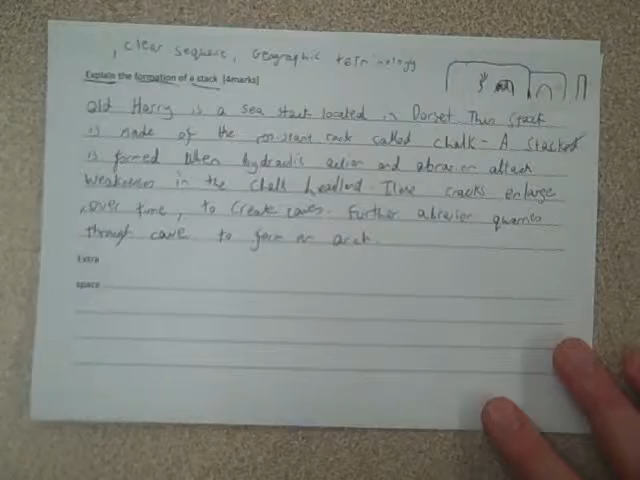 , clear sequence, Geographic terminology
Explain the formation of a stack [4marks]
Old Harry is a sea stack located in Dorset This stack
is made of the resistant rock called chalk - A stacked
is formed when hydraulic action and abrasion attack
weaknesses in the chalk headland. These cracks enlarge
over time, to create caves. Further abrasion
through cave to form an arch.
Extra
space